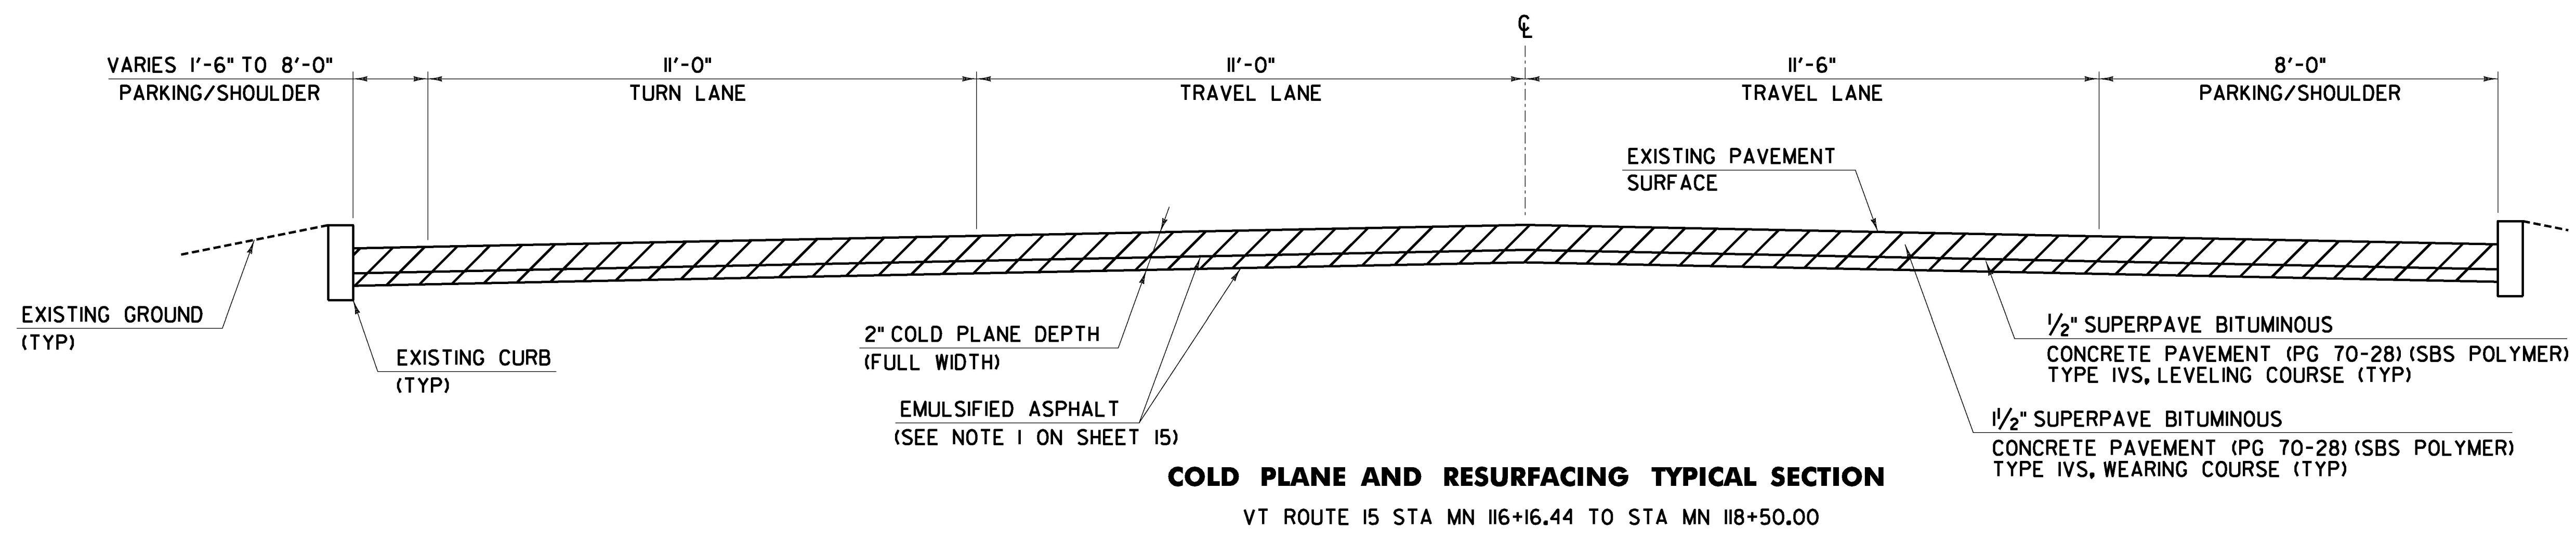 ℄
VARIES 1'-6" TO 8'-0"
PARKING/SHOULDER
11'-0"
TURN LANE
11'-0"
TRAVEL LANE
11'-6"
TRAVEL LANE
8'-0"
PARKING/SHOULDER
EXISTING PAVEMENT
SURFACE
EXISTING GROUND
(TYP)
EXISTING CURB
(TYP)
2" COLD PLANE DEPTH
(FULL WIDTH)
EMULSIFIED ASPHALT
(SEE NOTE 1 ON SHEET 15)
1/2" SUPERPAVE BITUMINOUS
CONCRETE PAVEMENT (PG 70-28) (SBS POLYMER)
TYPE IVS, LEVELING COURSE (TYP)
1 1/2" SUPERPAVE BITUMINOUS
CONCRETE PAVEMENT (PG 70-28) (SBS POLYMER)
TYPE IVS, WEARING COURSE (TYP)
COLD PLANE AND RESURFACING TYPICAL SECTION
VT ROUTE 15 STA MN 116+16.44 TO STA MN 118+50.00